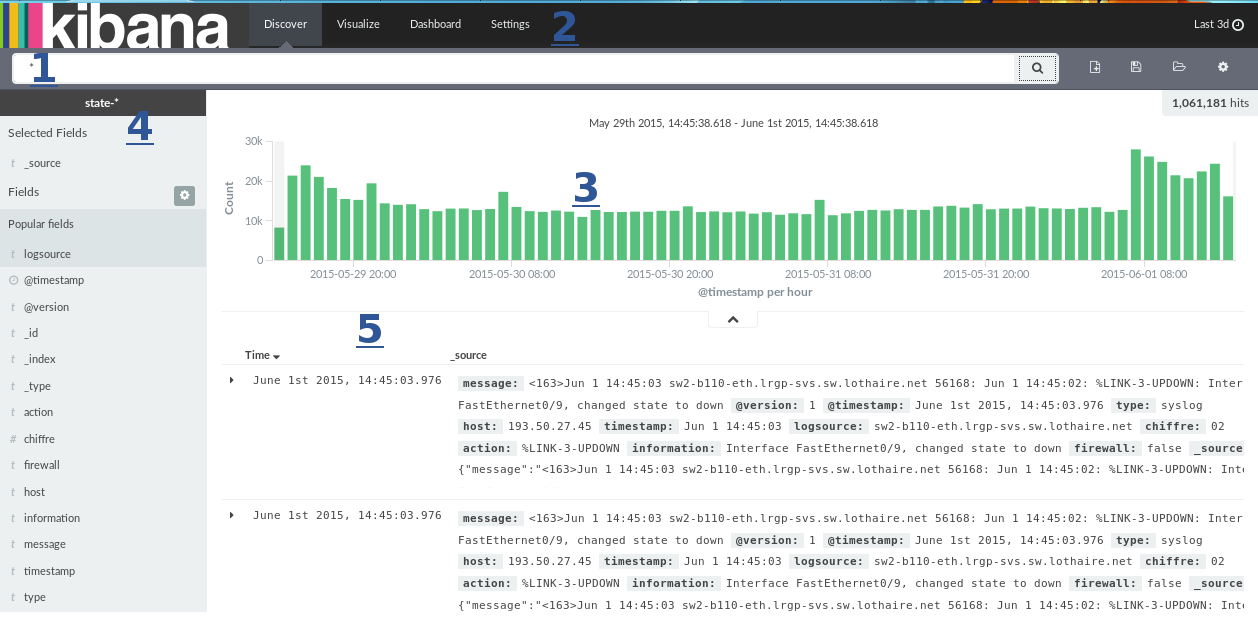 kibana Discover Visualize Dashboard Settings 2 Last 3d
* 1
state-* 1,061,181 hits
4
Selected Fields
t _source
Fields
Popular fields
t logsource
@timestamp
t @version
t _id
t _index
t _type
t action
# chiffre
t firewall
t host
t information
t message
t timestamp
t type
May 29th 2015, 14:45:38.618 - June 1st 2015, 14:45:38.618
Count
30k
20k
10k
0
3
2015-05-29 20:00 2015-05-30 08:00 2015-05-30 20:00 2015-05-31 08:00 2015-05-31 20:00 2015-06-01 08:00
@timestamp per hour
5
Time _source
June 1st 2015, 14:45:03.976 message: <163>Jun 1 14:45:03 sw2-b110-eth.lrgp-svs.sw.lothaire.net 56168: Jun 1 14:45:02: %LINK-3-UPDOWN: Inter
FastEthernet0/9, changed state to down @version: 1 @timestamp: June 1st 2015, 14:45:03.976 type: syslog
host: 193.50.27.45 timestamp: Jun 1 14:45:03 logsource: sw2-b110-eth.lrgp-svs.sw.lothaire.net chiffre: 02
action: %LINK-3-UPDOWN information: Interface FastEthernet0/9, changed state to down firewall: false _source
{"message":"<163>Jun 1 14:45:03 sw2-b110-eth.lrgp-svs.sw.lothaire.net 56168: Jun 1 14:45:02: %LINK-3-UPDOWN: Inte
June 1st 2015, 14:45:03.976 message: <163>Jun 1 14:45:03 sw2-b110-eth.lrgp-svs.sw.lothaire.net 56168: Jun 1 14:45:02: %LINK-3-UPDOWN: Inter
FastEthernet0/9, changed state to down @version: 1 @timestamp: June 1st 2015, 14:45:03.976 type: syslog
host: 193.50.27.45 timestamp: Jun 1 14:45:03 logsource: sw2-b110-eth.lrgp-svs.sw.lothaire.net chiffre: 02
action: %LINK-3-UPDOWN information: Interface FastEthernet0/9, changed state to down firewall: false _source
{"message":"<163>Jun 1 14:45:03 sw2-b110-eth.lrgp-svs.sw.lothaire.net 56168: Jun 1 14:45:02: %LINK-3-UPDOWN: Inte